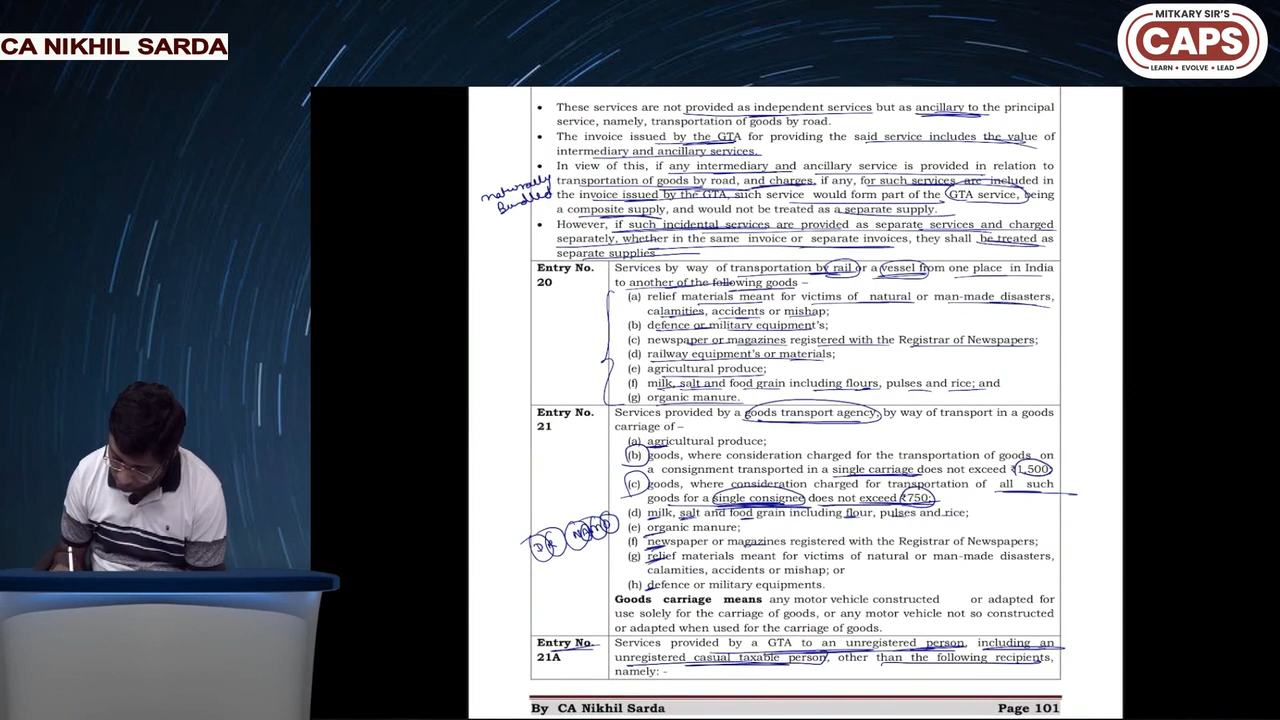 CA NIKHIL SARDA
MITKARY SIR'S
CAPS
LEARN • EVOLVE • LEAD
• These services are not provided as independent services but as ancillary to the principal
service, namely, transportation of goods by road.
• The invoice issued by the GTA for providing the said service includes the value of
intermediary and ancillary services.
• In view of this, if any intermediary and ancillary service is provided in relation to
transportation of goods by road, and charges, if any, for such services are included in
the invoice issued by the GTA, such service would form part of the GTA service, being
a composite supply, and would not be treated as a separate supply.
naturally
Bundled
• However, if such incidental services are provided as separate services and charged
separately, whether in the same invoice or separate invoices, they shall be treated as
separate supplies
Entry No.
20
Services by way of transportation by rail or a vessel from one place in India
to another of the following goods –
(a) relief materials meant for victims of natural or man-made disasters,
calamities, accidents or mishap;
(b) defence or military equipment's;
(c) newspaper or magazines registered with the Registrar of Newspapers;
(d) railway equipment's or materials;
(e) agricultural produce;
(f) milk, salt and food grain including flours, pulses and rice; and
(g) organic manure.
Entry No.
21
Services provided by a goods transport agency, by way of transport in a goods
carriage of –
(a) agricultural produce;
(b) goods, where consideration charged for the transportation of goods on
a consignment transported in a single carriage does not exceed ₹1,500;
(c) goods, where consideration charged for transportation of all such
goods for a single consignee does not exceed ₹750;
(d) milk, salt and food grain including flour, pulses and rice;
(e) organic manure;
(f) newspaper or magazines registered with the Registrar of Newspapers;
(g) relief materials meant for victims of natural or man-made disasters,
calamities, accidents or mishap; or
(h) defence or military equipments.
Goods carriage means any motor vehicle constructed or adapted for
use solely for the carriage of goods, or any motor vehicle not so constructed
or adapted when used for the carriage of goods.
Entry No.
21A
Services provided by a GTA to an unregistered person, including an
unregistered casual taxable person, other than the following recipients,
namely: -
By CA Nikhil Sarda
Page 101